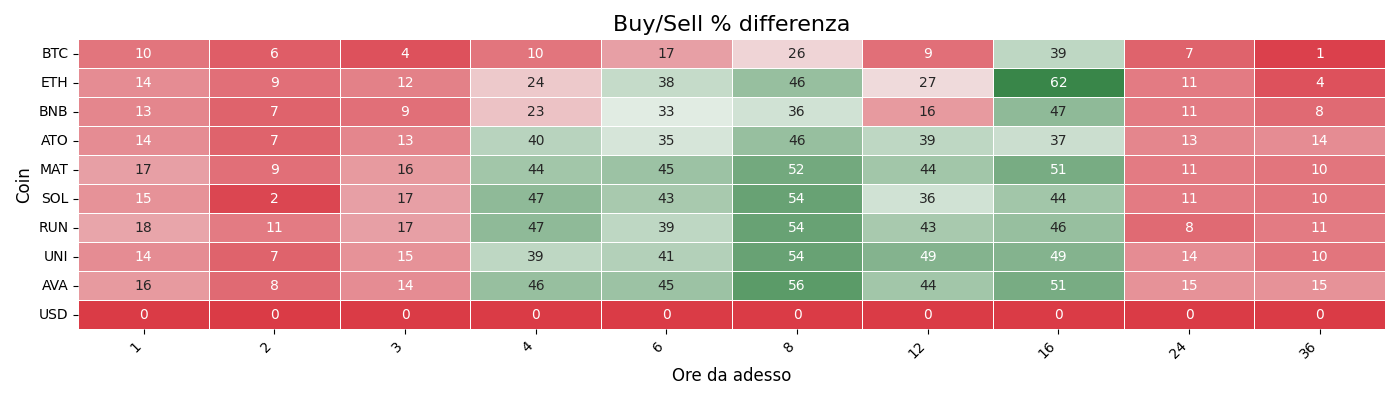 Buy/Sell % differenza
Coin
BTC 10 6 4 10 17 26 9 39 7 1
ETH 14 9 12 24 38 46 27 62 11 4
BNB 13 7 9 23 33 36 16 47 11 8
ATO 14 7 13 40 35 46 39 37 13 14
MAT 17 9 16 44 45 52 44 51 11 10
SOL 15 2 17 47 43 54 36 44 11 10
RUN 18 11 17 47 39 54 43 46 8 11
UNI 14 7 15 39 41 54 49 49 14 10
AVA 16 8 14 46 45 56 44 51 15 15
USD 0 0 0 0 0 0 0 0 0 0
1 2 3 4 6 8 12 16 24 36
Ore da adesso